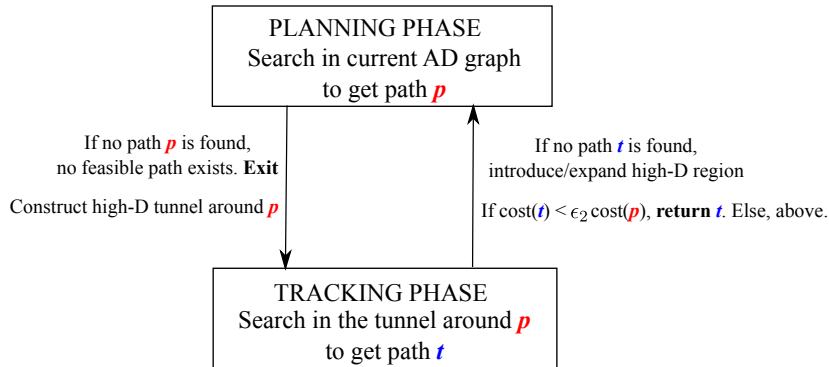 PLANNING PHASE
Search in current AD graph
to get path p
If no path p is found,
no feasible path exists. Exit
Construct high-D tunnel around p
If no path t is found,
introduce/expand high-D region
If cost(t) < ϵ₂ cost(p), return t. Else, above.
TRACKING PHASE
Search in the tunnel around p
to get path t